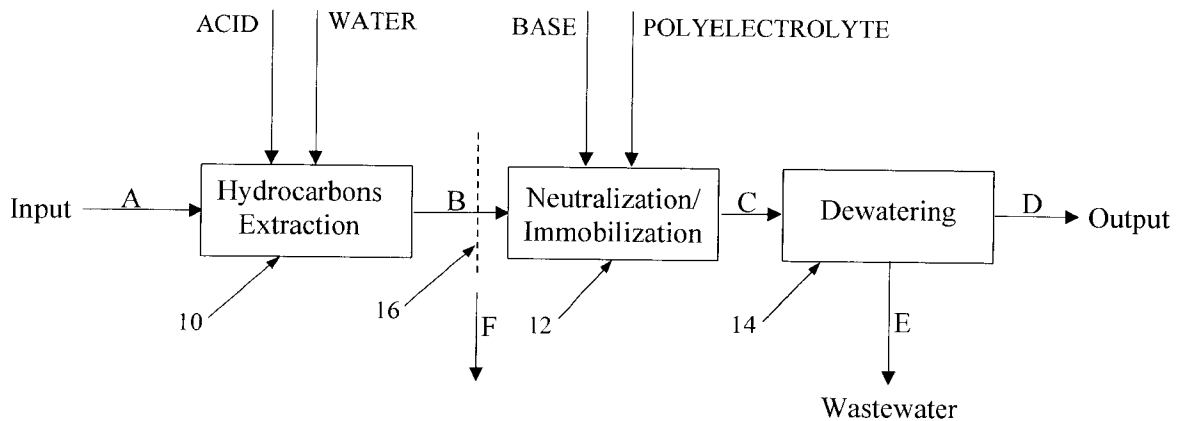 ACID
WATER
BASE
POLYELECTROLYTE
Input
A
Hydrocarbons
Extraction
B
Neutralization/
Immobilization
C
Dewatering
D
Output
10
16
F
12
14
E
Wastewater